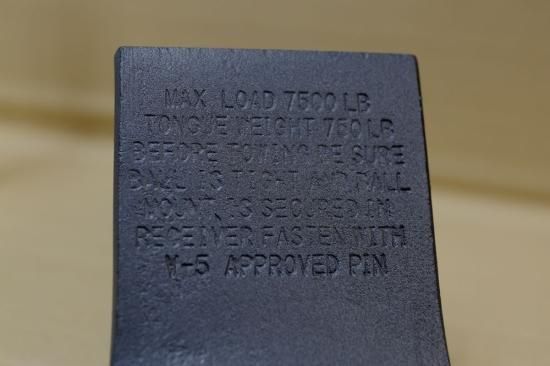 MAX LOAD 7500 LB
TONGUE WEIGHT 750 LB
BEFORE TOWING BE SURE
BALL IS TIGHT AND BALL
MOUNT IS SECURED IN
RECEIVER FASTEN WITH
V-5 APPROVED PIN